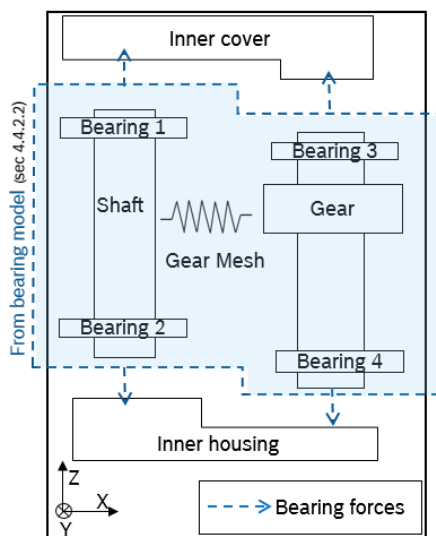 Inner cover
Bearing 1
Bearing 3
Shaft
Gear
Gear Mesh
From bearing model (sec 4.4.2.2)
Bearing 2
Bearing 4
Inner housing
Z
X
Y
Bearing forces